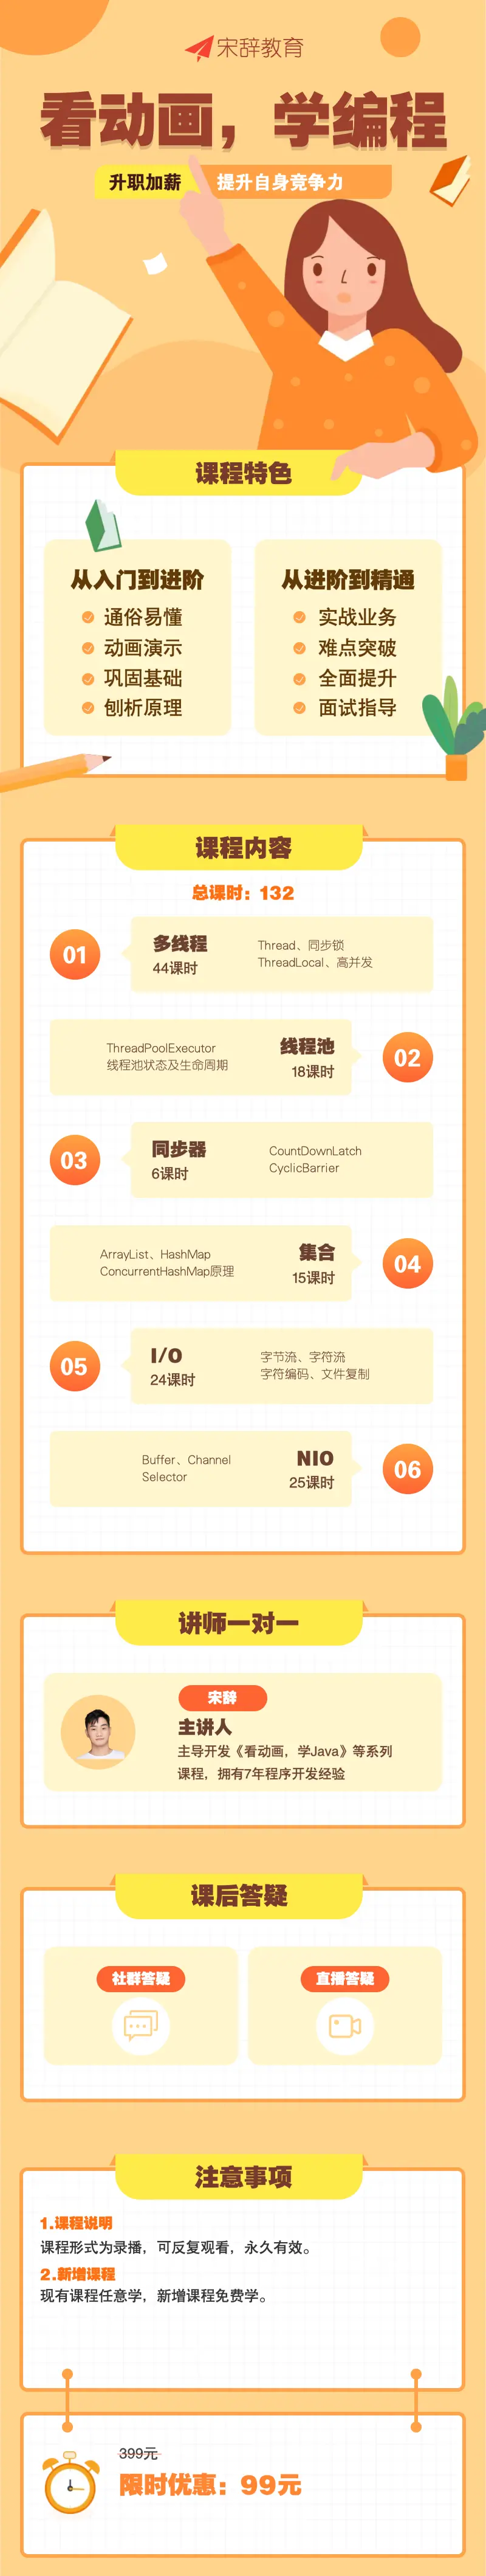 宋辞教育
看动画，学编程
升职加薪 提升自身竞争力
课程特色
从入门到进阶
通俗易懂
动画演示
巩固基础
刨析原理
从进阶到精通
实战业务
难点突破
全面提升
面试指导
课程内容
总课时：132
01
多线程
44课时
Thread、同步锁
ThreadLocal、高并发
ThreadPoolExecutor
线程池状态及生命周期
线程池
18课时
02
03
同步器
6课时
CountDownLatch
CyclicBarrier
ArrayList、HashMap
ConcurrentHashMap原理
集合
15课时
04
05
I/O
24课时
字节流、字符流
字符编码、文件复制
Buffer、Channel
Selector
NIO
25课时
06
讲师一对一
宋辞
主讲人
主导开发《看动画，学Java》等系列
课程，拥有7年程序开发经验
课后答疑
社群答疑
直播答疑
注意事项
1.课程说明
课程形式为录播，可反复观看，永久有效。
2.新增课程
现有课程任意学，新增课程免费学。
399元
限时优惠：99元